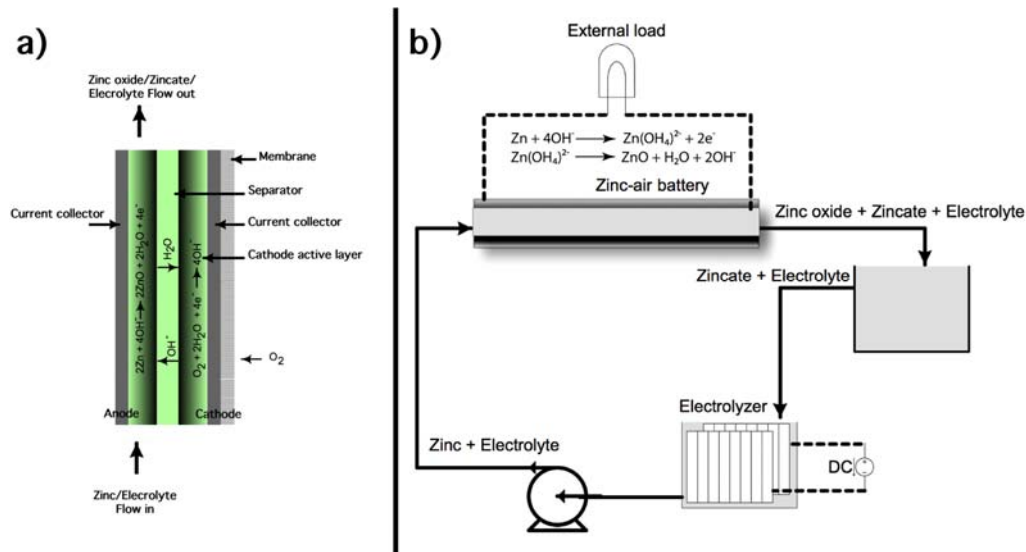 a)
Zinc oxide/Zincate/
Elecrolyte Flow out
Membrane
Separator
Current collector
Current collector
Cathode active layer
2Zn + 4OH⁻→ 2ZnO + 2H₂O + 4e⁻
H₂O
OH⁻
O₂ + 2H₂O + 4e⁻ → 4OH⁻
O₂
Anode
Cathode
Zinc/Elecrolyte
Flow in
b)
External load
Zn + 4OH⁻ → Zn(OH₄)²⁻ + 2e⁻
Zn(OH₄)²⁻ → ZnO + H₂O + 2OH⁻
Zinc-air battery
Zinc oxide + Zincate + Electrolyte
Zincate + Electrolyte
Electrolyzer
Zinc + Electrolyte
DC